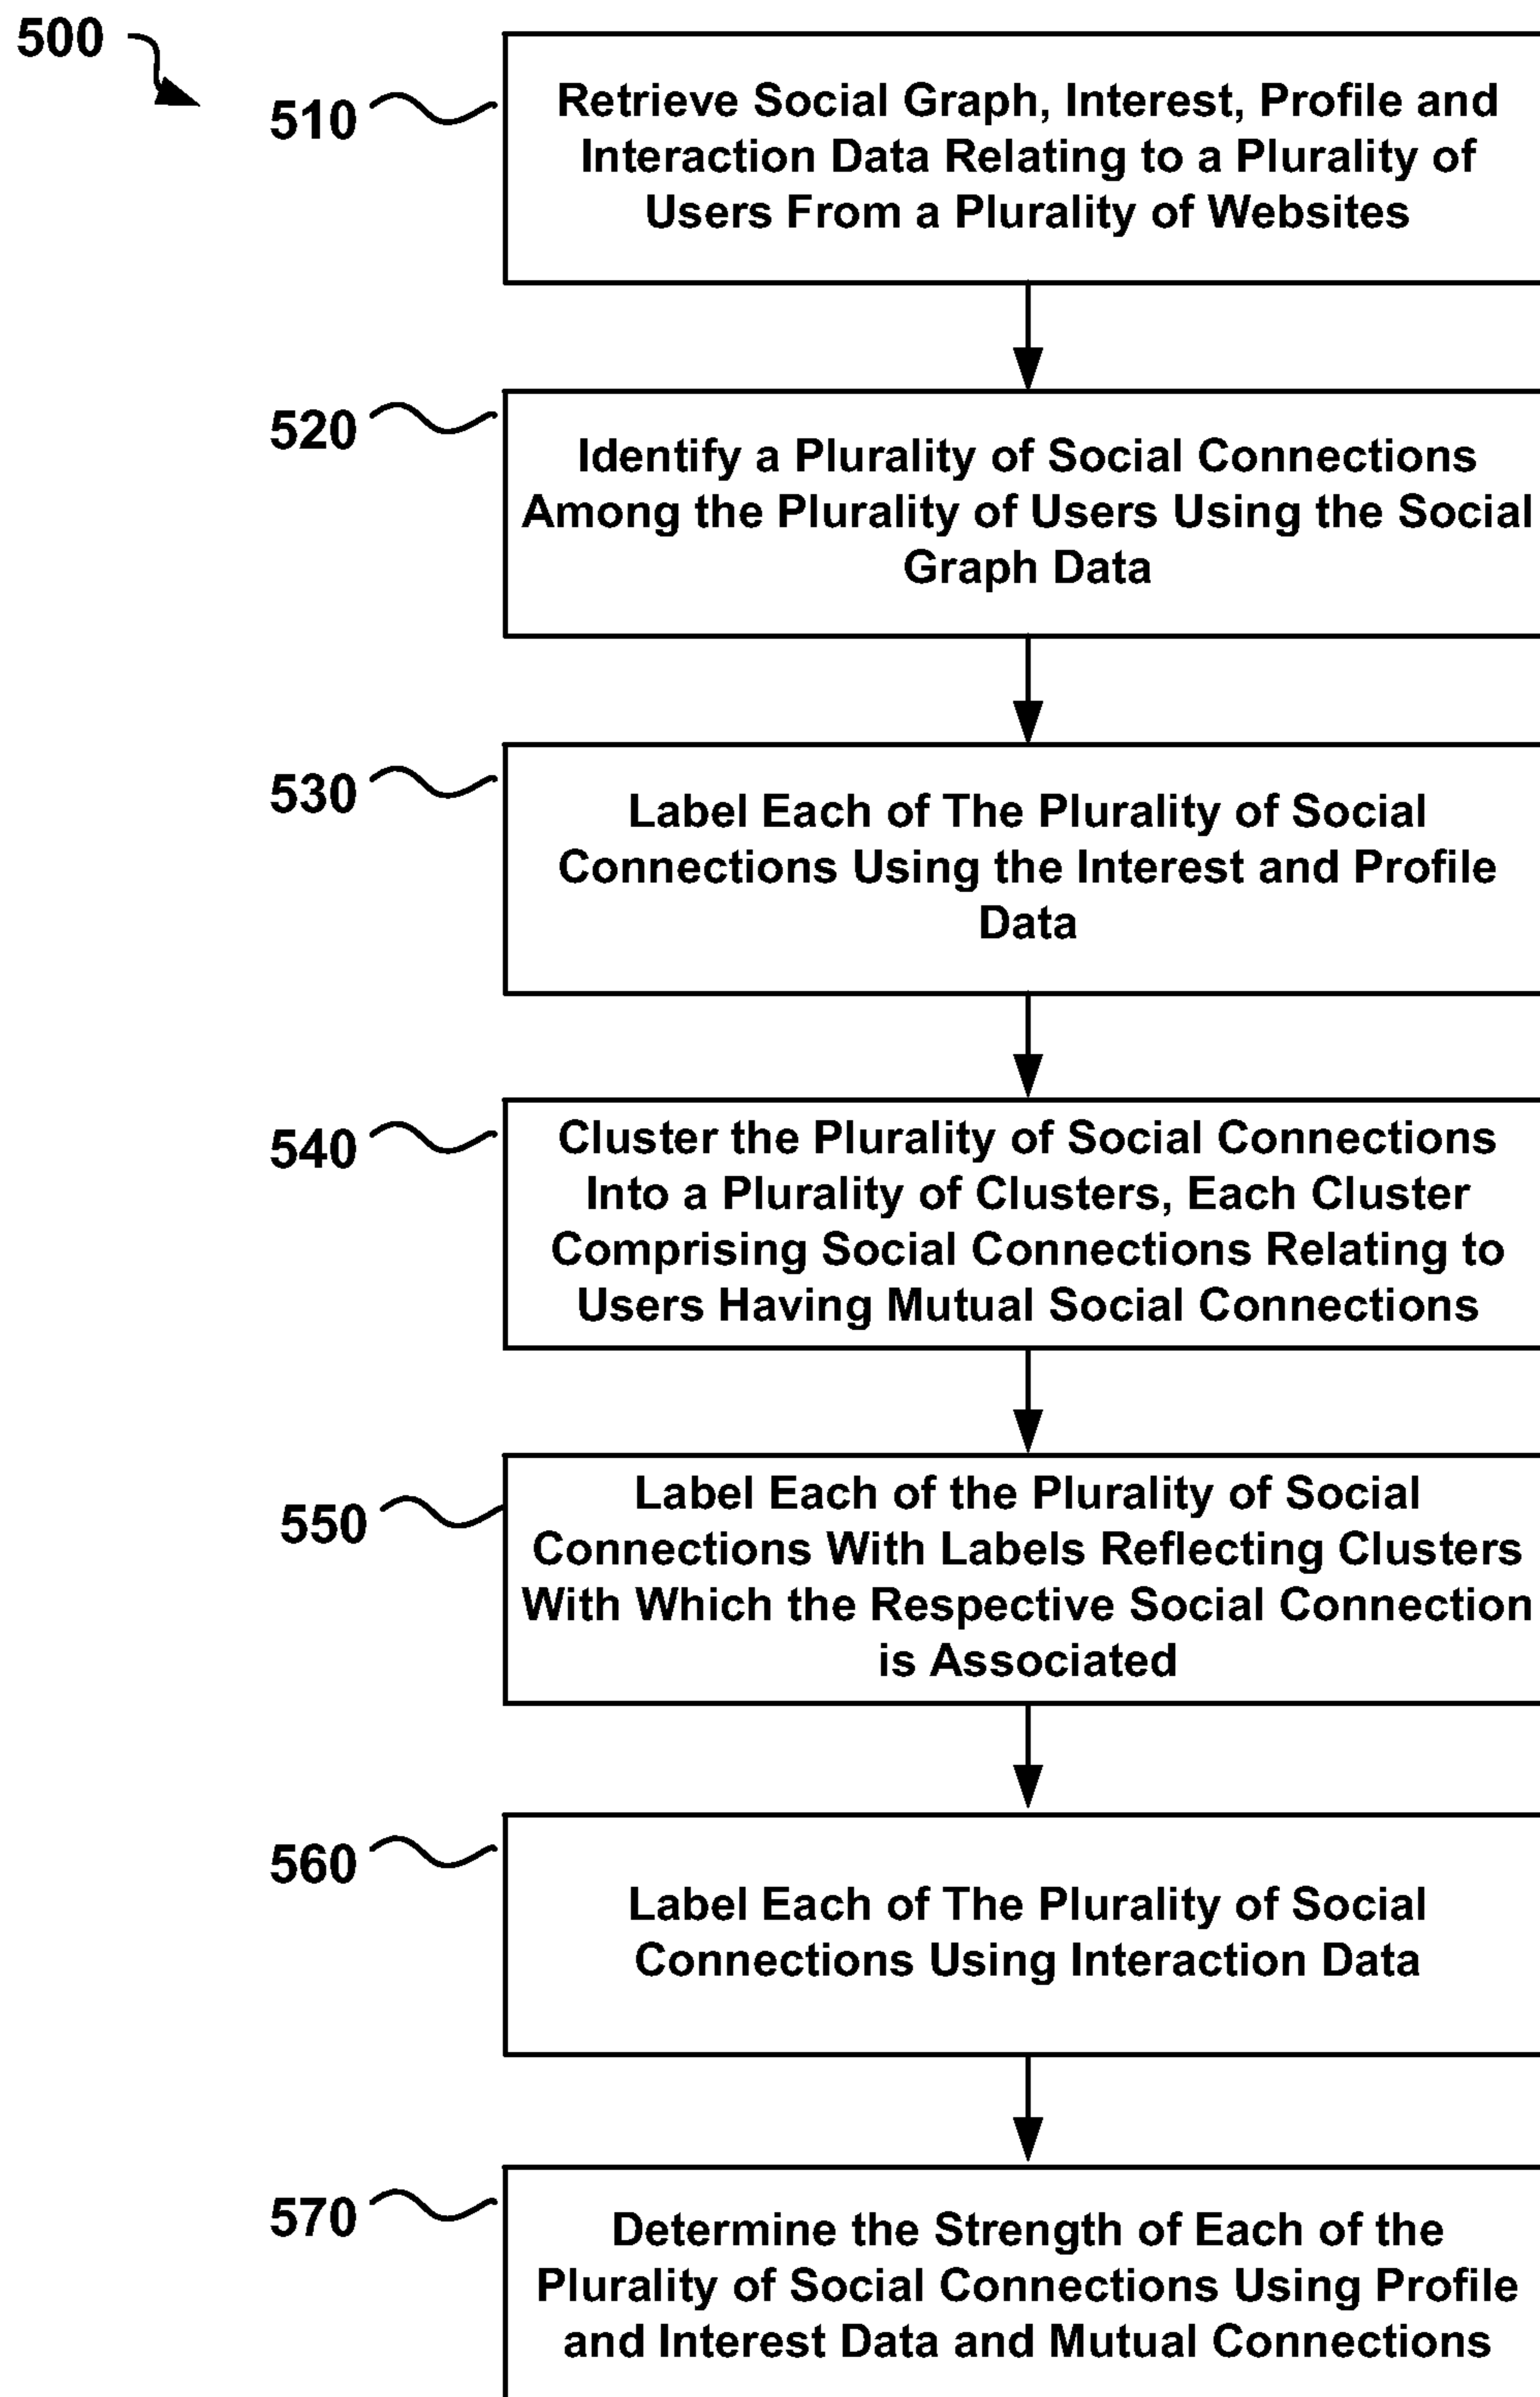 500
510
Retrieve Social Graph, Interest, Profile and
Interaction Data Relating to a Plurality of
Users From a Plurality of Websites
520
Identify a Plurality of Social Connections
Among the Plurality of Users Using the Social
Graph Data
530
Label Each of The Plurality of Social
Connections Using the Interest and Profile
Data
540
Cluster the Plurality of Social Connections
Into a Plurality of Clusters, Each Cluster
Comprising Social Connections Relating to
Users Having Mutual Social Connections
550
Label Each of the Plurality of Social
Connections With Labels Reflecting Clusters
With Which the Respective Social Connection
is Associated
560
Label Each of The Plurality of Social
Connections Using Interaction Data
570
Determine the Strength of Each of the
Plurality of Social Connections Using Profile
and Interest Data and Mutual Connections